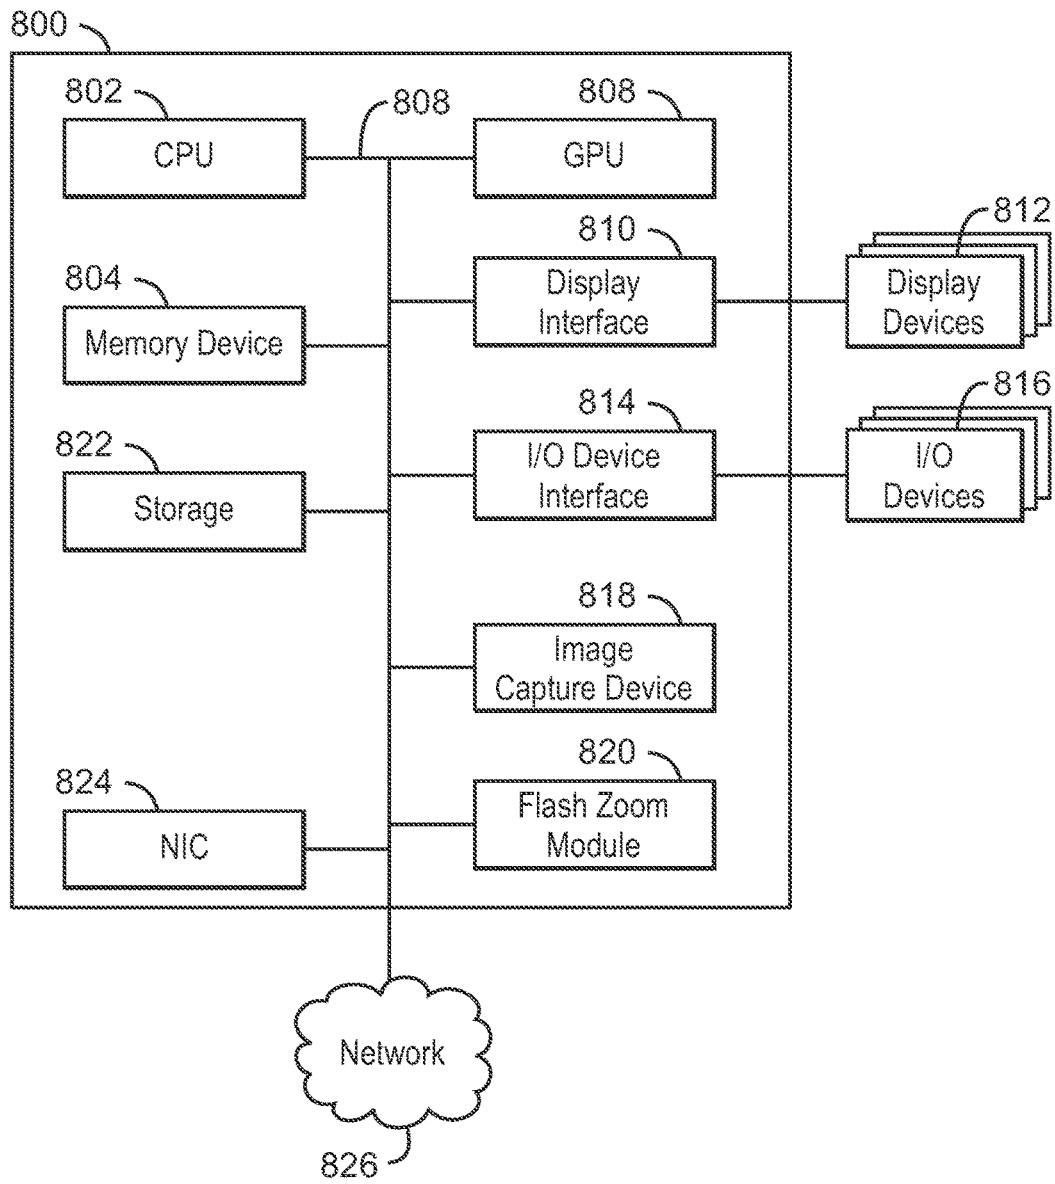 800
802
CPU
808
808
GPU
804
Memory Device
810
Display
Interface
812
Display
Devices
822
Storage
814
I/O Device
Interface
816
I/O
Devices
818
Image
Capture Device
824
NIC
820
Flash Zoom
Module
Network
826